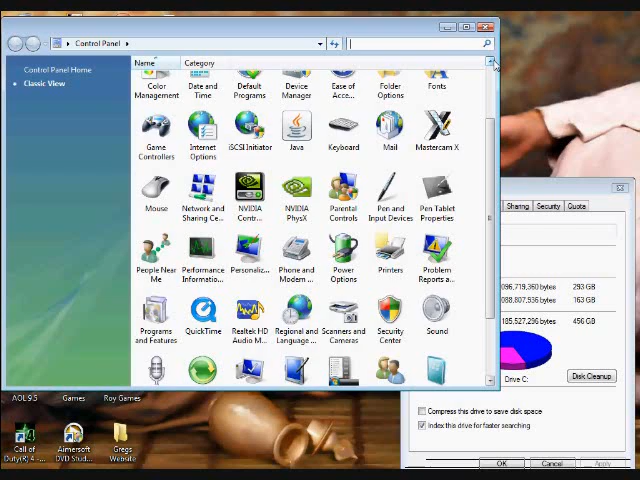 Control Panel
Name Category
Control Panel Home
Classic View
Color Management
Date and Time
Default Programs
Device Manager
Ease of Acce...
Folder Options
Fonts
Game Controllers
Internet Options
iSCSI Initiator
Java
Keyboard
Mail
Mastercam X
Mouse
Network and Sharing Ce...
NVIDIA Contr...
NVIDIA PhysX
Parental Controls
Pen and Input Devices
Tablet Properties
People Near Me
Performance Informatio...
Personaliz...
Phone and Modem ...
Power Options
Printers
Problem Reports a...
Programs and Features
QuickTime
Realtek HD Audio M...
Regional and Language ...
Scanners and Cameras
Security Center
Sound
Sharing Security Quota
096,719,360 bytes 293 GB
088,807,936 bytes 163 GB
185,527,296 bytes 456 GB
Drive C:
Disk Cleanup
Compress this drive to save disk space
Index this drive for faster searching
OK Cancel Apply
AOL 9.5 Games Roy Games
Call of Duty(R) 4 -...
Aimersoft DVD Stud...
Gregs Website